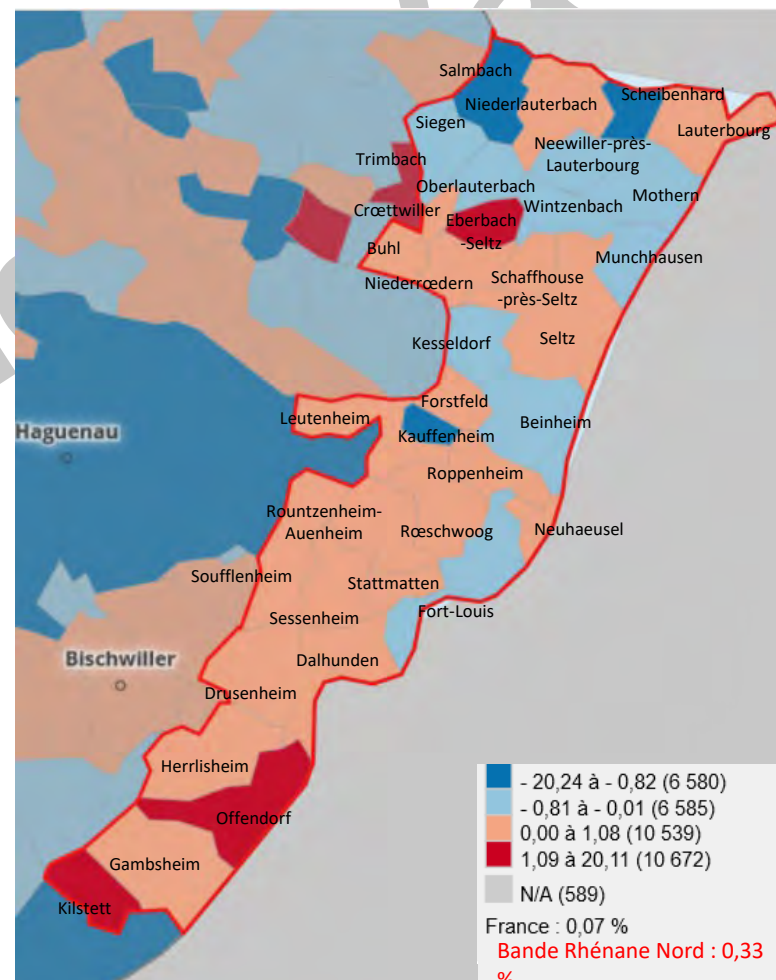 Salmbach
Niederlauterbach
Scheibenhard
Siegen
Lauterbourg
Neewiller-près-
Lauterbourg
Trimbach
Oberlauterbach
Mothern
Crœttwiller
Eberbach
-Seltz
Wintzenbach
Buhl
Munchhausen
Niederrœdern
Schaffhouse
-près-Seltz
Kesseldorf
Seltz
Forstfeld
Leutenheim
Beinheim
Haguenau
Kauffenheim
Roppenheim
Rountzenheim-
Auenheim
Rœschwoog
Neuhaeusel
Soufflenheim
Stattmatten
Fort-Louis
Sessenheim
Bischwiller
Dalhunden
Drusenheim
Herrlisheim
Offendorf
Gambsheim
Kilstett
- 20,24 à - 0,82 (6 580)
- 0,81 à - 0,01 (6 585)
0,00 à 1,08 (10 539)
1,09 à 20,11 (10 672)
N/A (589)
France : 0,07 %
Bande Rhénane Nord : 0,33
%